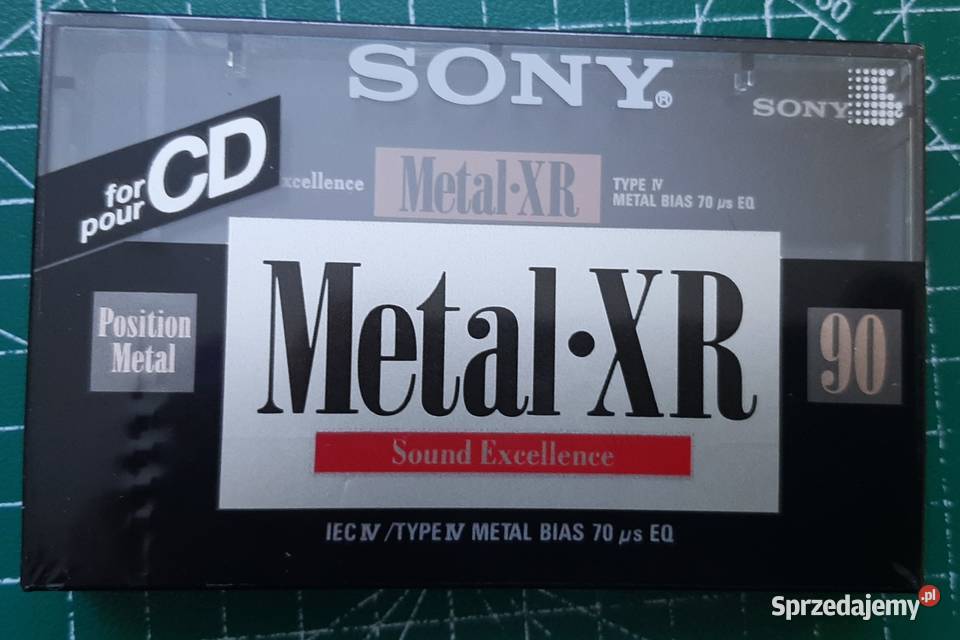 SONY®
SONY
for
pour CD
xcellence
Metal·XR
TYPE IV
METAL BIAS 70 µs EQ
Position
Metal
Metal·XR
90
Sound Excellence
IEC IV/TYPE IV METAL BIAS 70 µs EQ
Sprzedajemy.pl